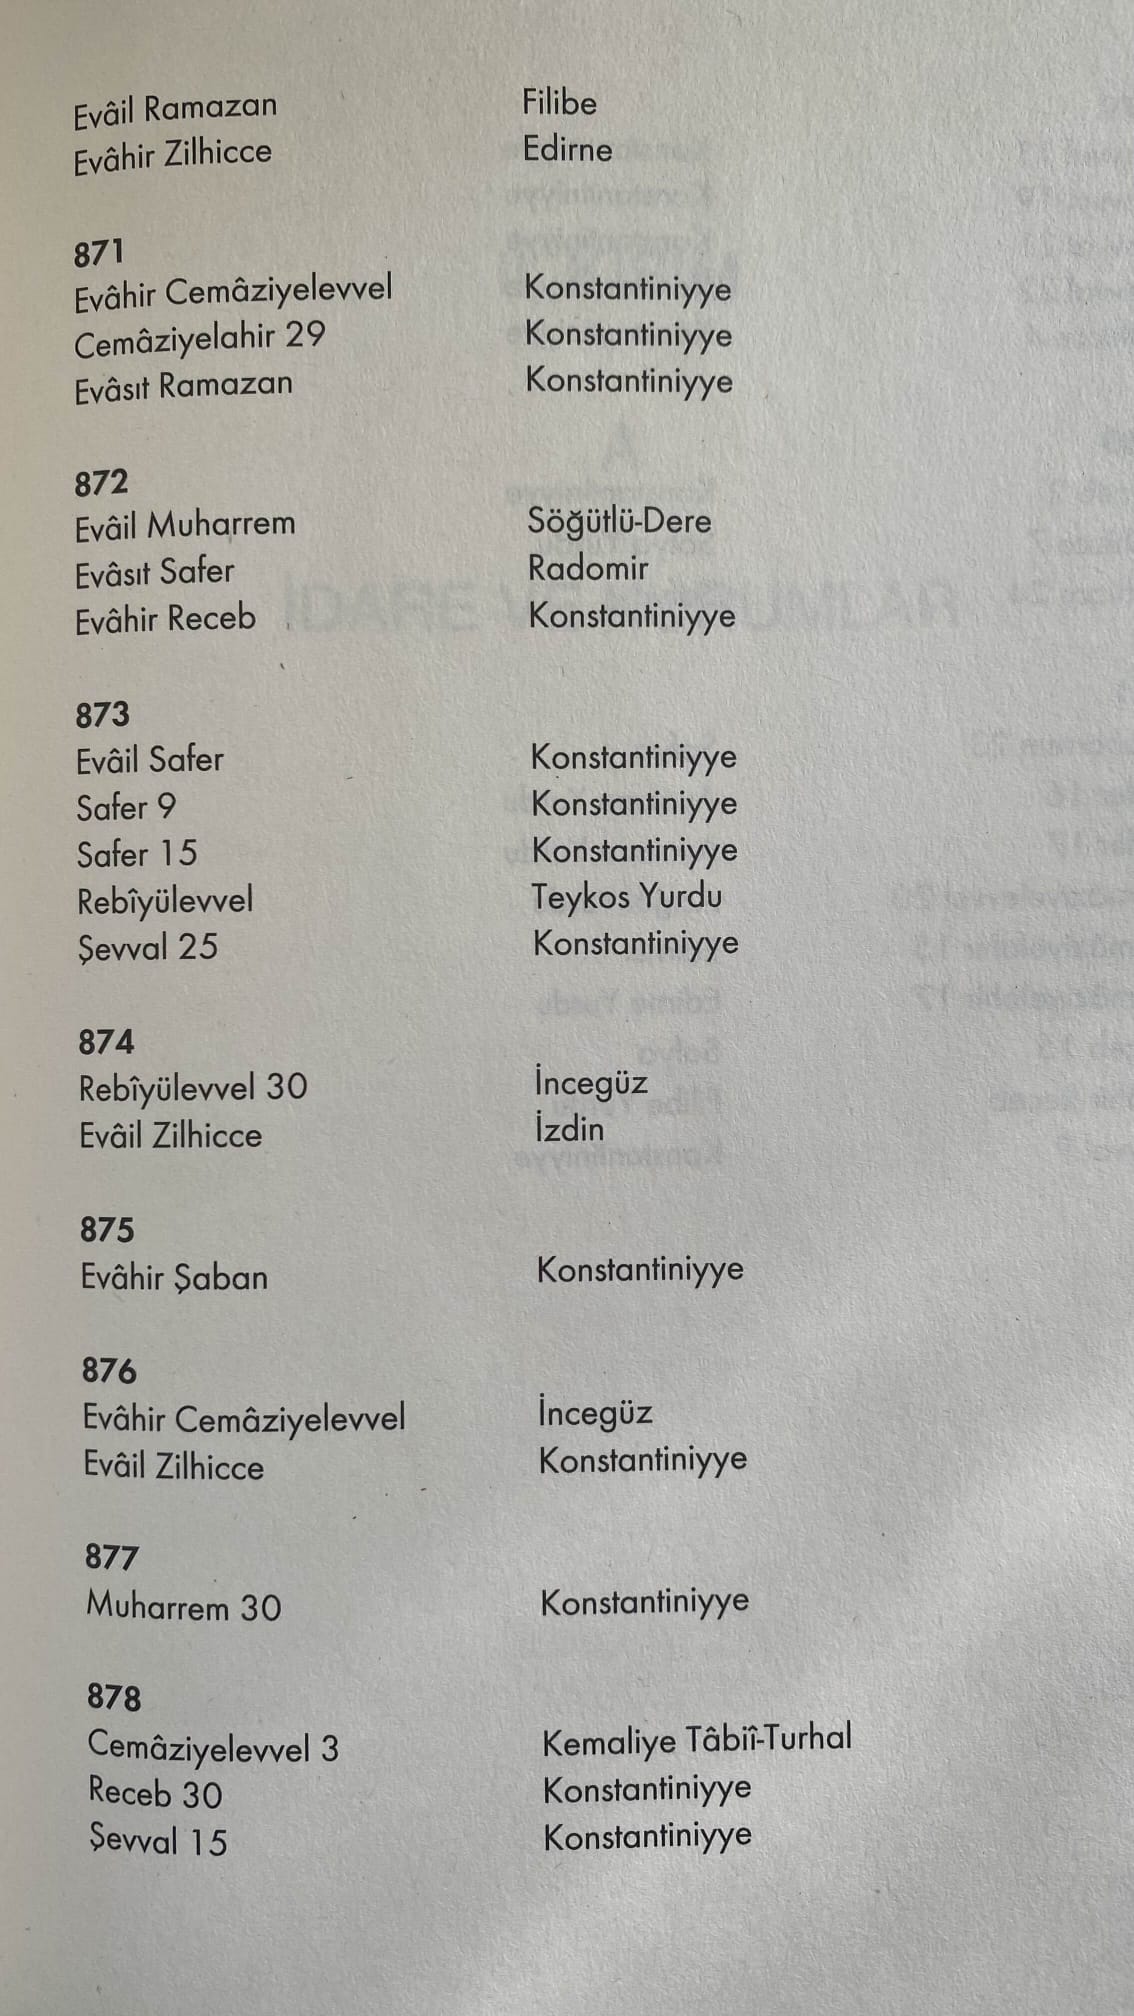 Evâil Ramazan Filibe
Evâhir Zilhicce Edirne
871
Evâhir Cemâziyelevvel Konstantiniyye
Cemâziyelahir 29 Konstantiniyye
Evâsıt Ramazan Konstantiniyye
872
Evâil Muharrem Söğütlü-Dere
Evâsıt Safer Radomir
Evâhir Receb Konstantiniyye
873
Evâil Safer Konstantiniyye
Safer 9 Konstantiniyye
Safer 15 Konstantiniyye
Rebîyülevvel Teykos Yurdu
Şevval 25 Konstantiniyye
874
Rebîyülevvel 30 İncegüz
Evâil Zilhicce İzdin
875
Evâhir Şaban Konstantiniyye
876
Evâhir Cemâziyelevvel İncegüz
Evâil Zilhicce Konstantiniyye
877
Muharrem 30 Konstantiniyye
878
Cemâziyelevvel 3 Kemaliye Tâbiî-Turhal
Receb 30 Konstantiniyye
Şevval 15 Konstantiniyye